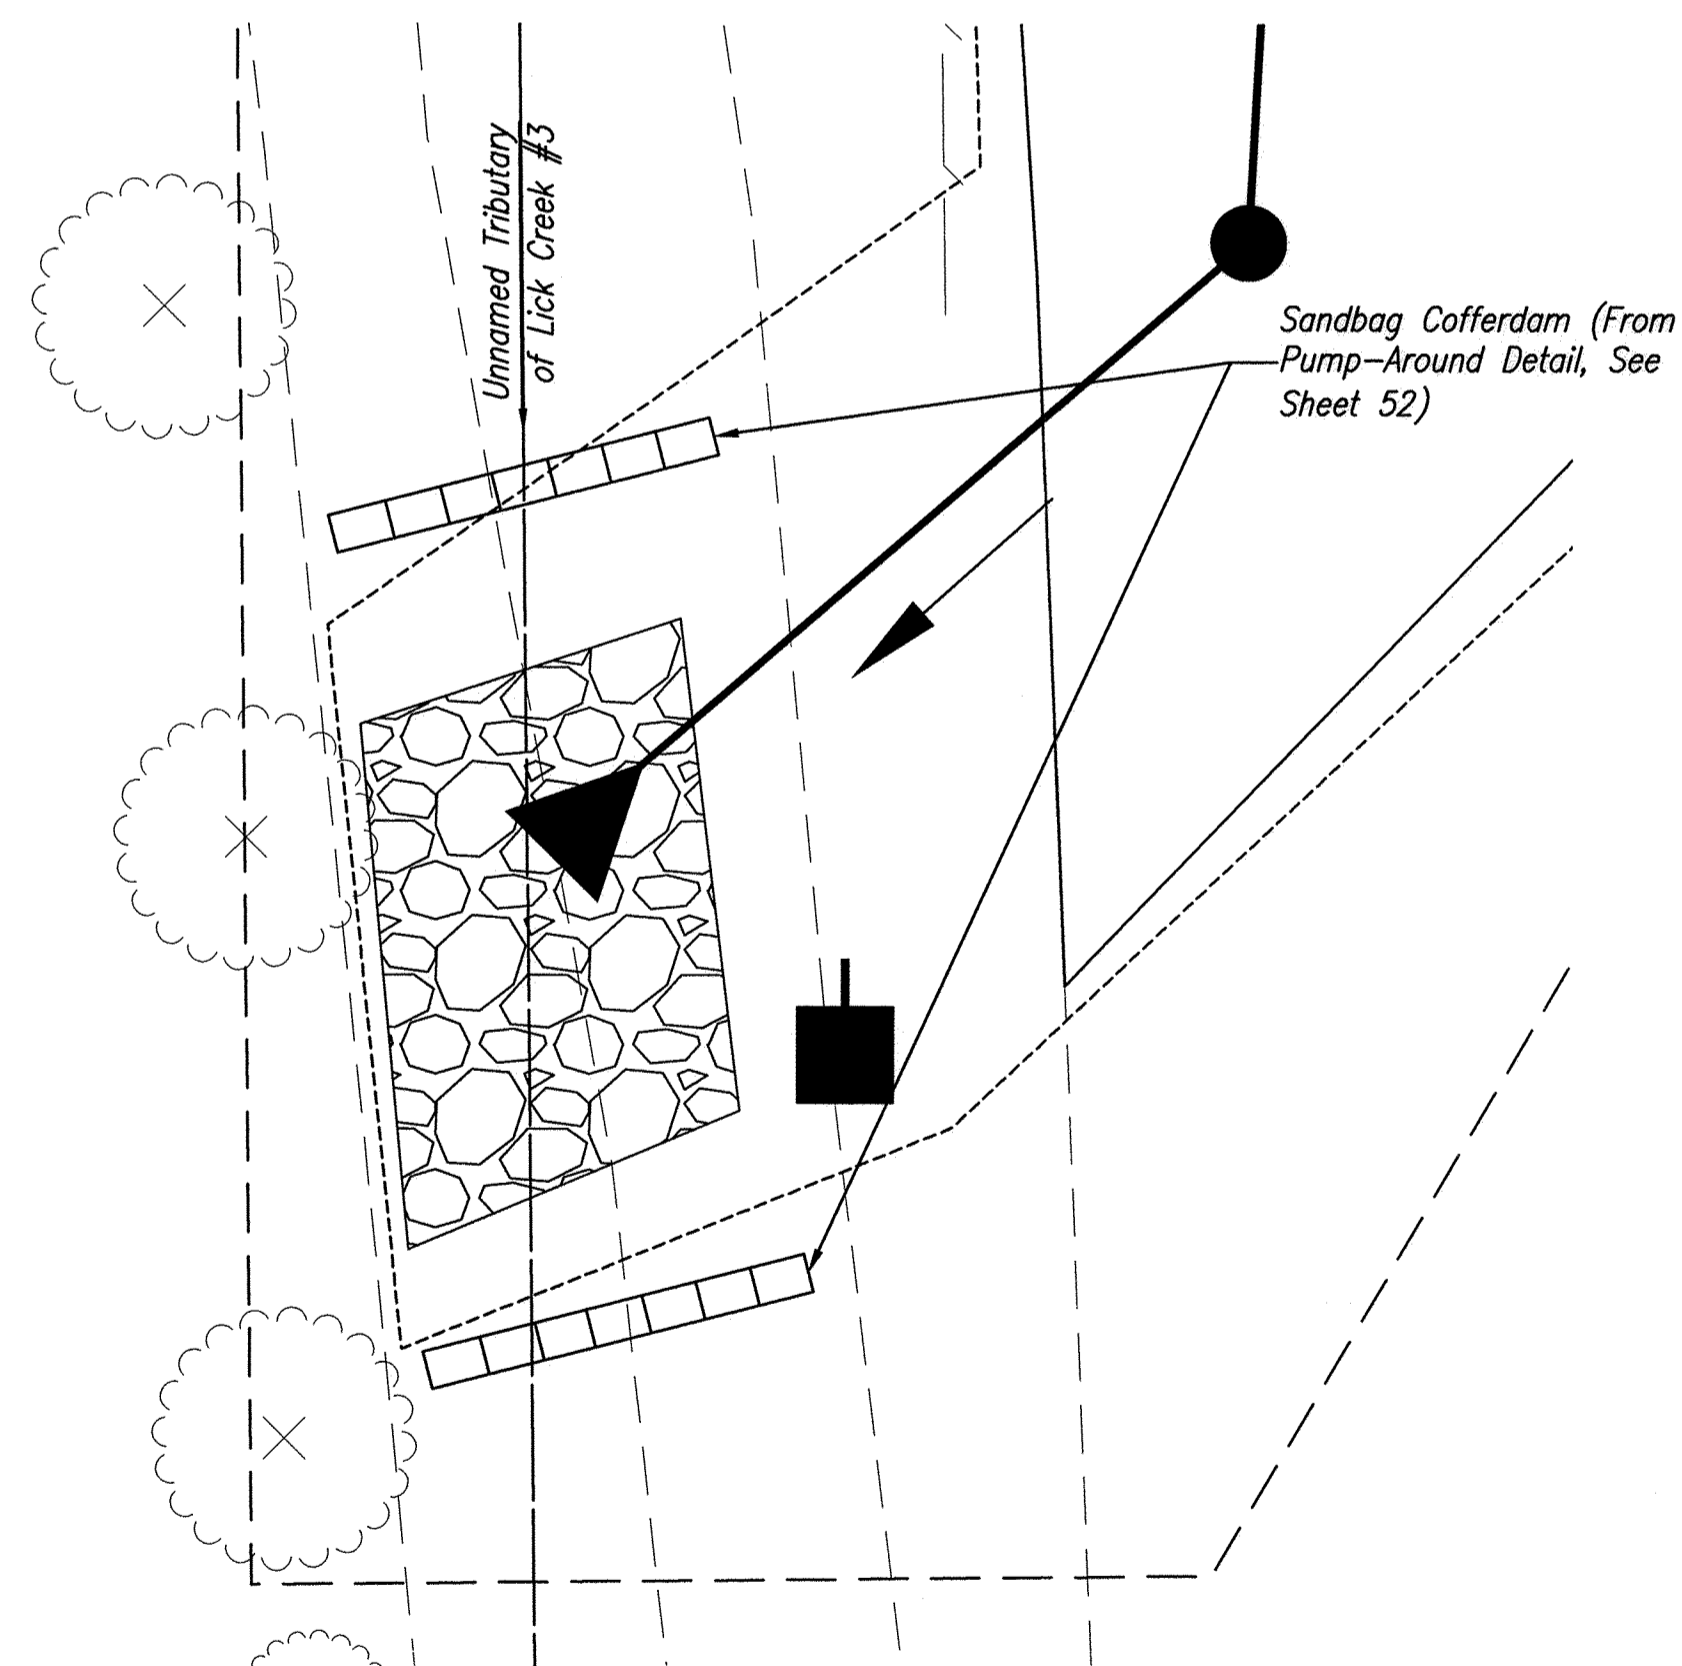 Unnamed Tributary
of Lick Creek #3
Sandbag Cofferdam (From
Pump-Around Detail, See
Sheet 52)